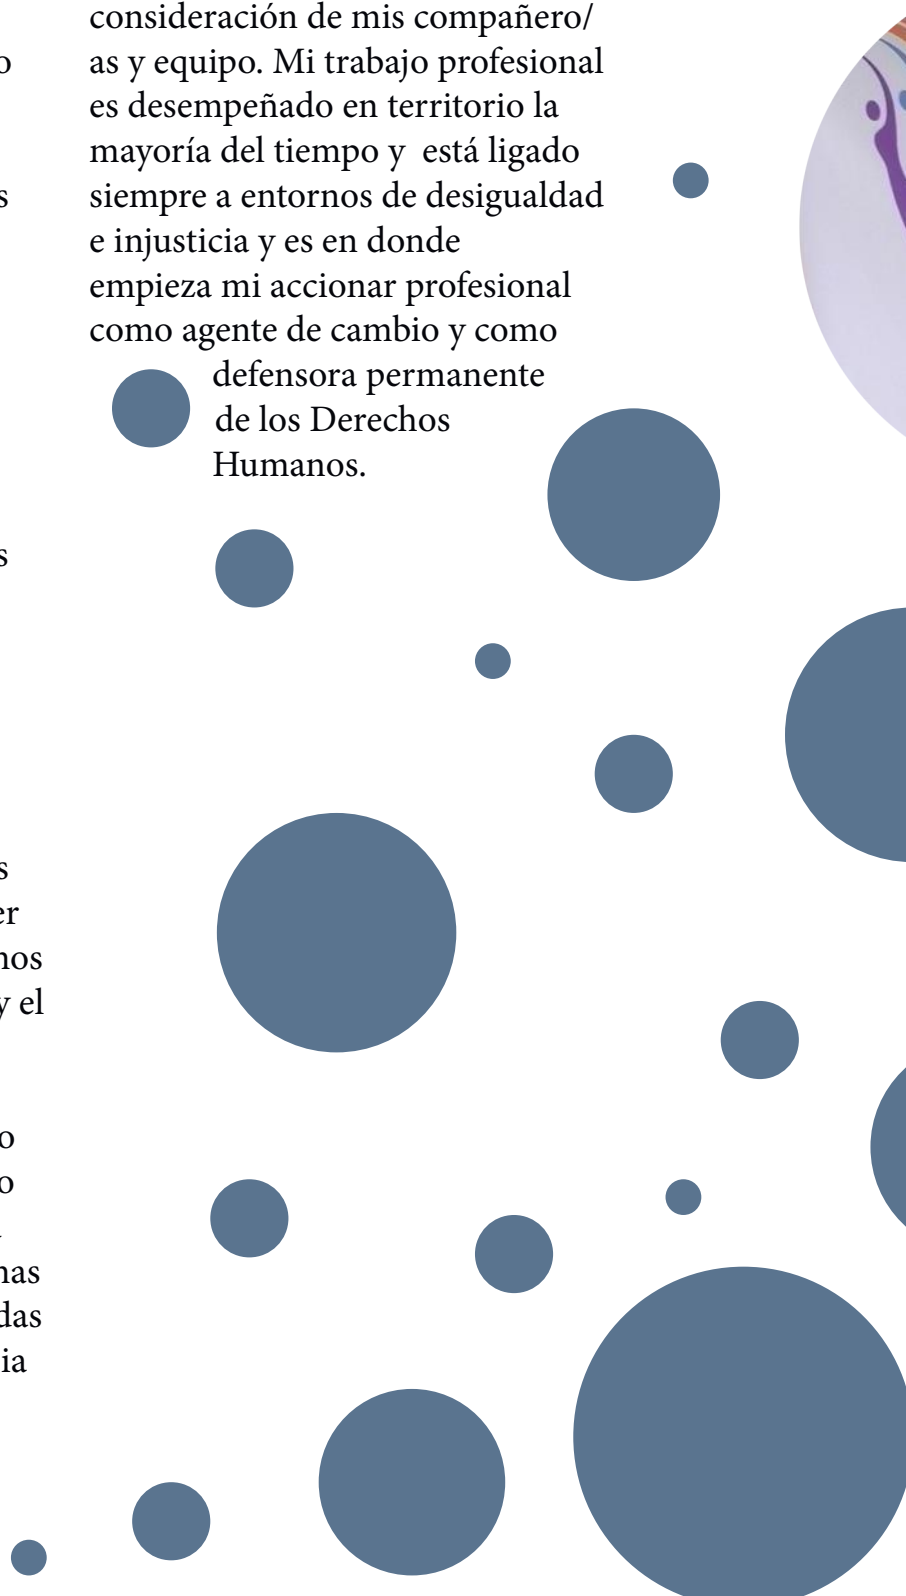 consideración de mis compañero/
as y equipo. Mi trabajo profesional
es desempeñado en territorio la
mayoría del tiempo y  está ligado
siempre a entornos de desigualdad
e injusticia y es en donde
empieza mi accionar profesional
como agente de cambio y como
defensora permanente
de los Derechos
Humanos.
y el